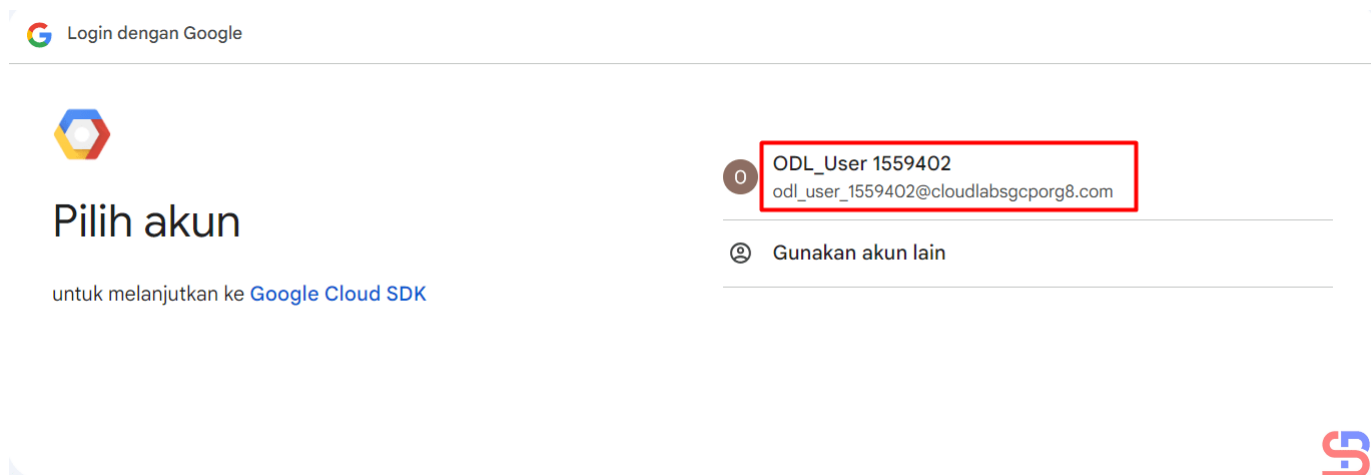 Login dengan Google
Pilih akun
untuk melanjutkan ke Google Cloud SDK
O
ODL_User 1559402
odl_user_1559402@cloudlabsgcporg8.com
Gunakan akun lain